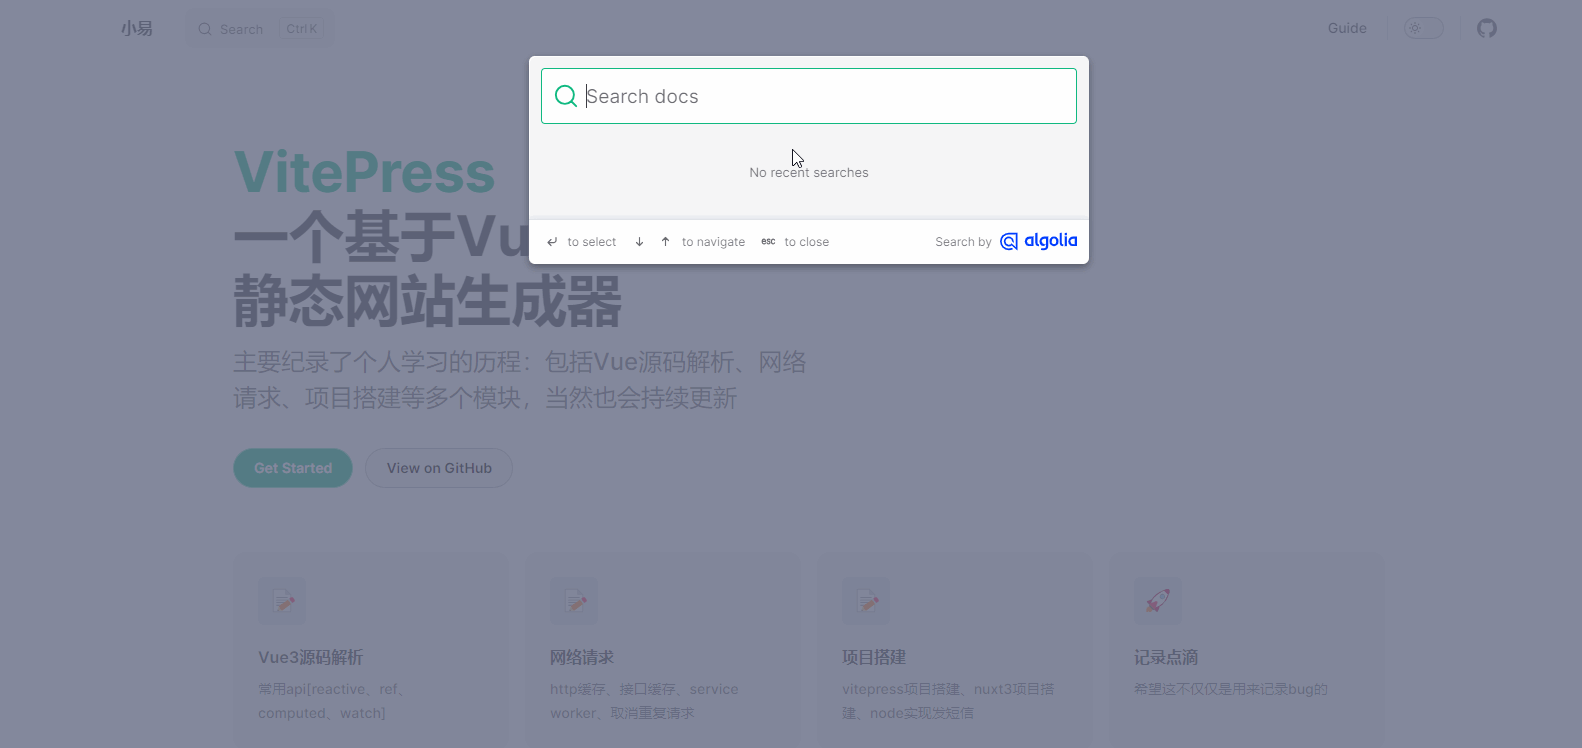 小易
Search
Ctrl K
Guide
Search docs
No recent searches
to select
to navigate
esc
to close
Search by
algolia
VitePress
一个基于Vu
静态网站生成器
主要纪录了个人学习的历程：包括Vue源码解析、网络
请求、项目搭建等多个模块，当然也会持续更新
Get Started
View on GitHub
Vue3源码解析
常用api[reactive、ref、
computed、watch]
网络请求
http缓存、接口缓存、service
worker、取消重复请求
项目搭建
vitepress项目搭建、nuxt3项目搭
建、node实现发短信
记录点滴
希望这不仅仅是用来记录bug的